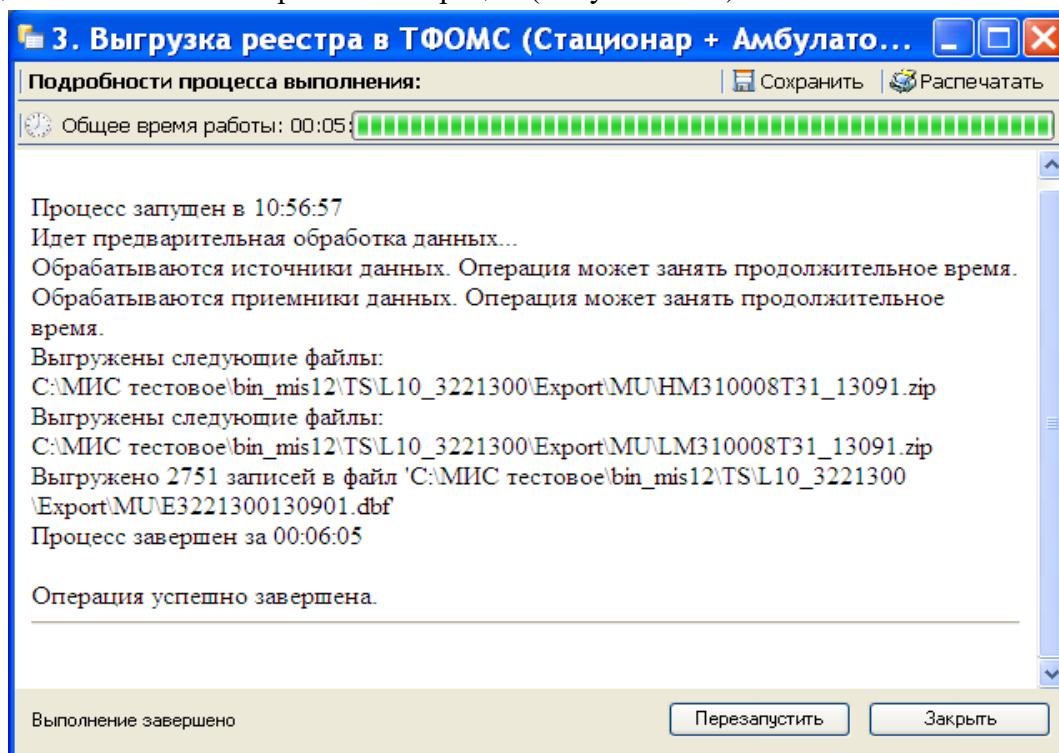 3. Выгрузка реестра в ТФОМС (Стационар + Амбулато...
Подробности процесса выполнения:
Сохранить
Распечатать
Общее время работы: 00:05:
Процесс запущен в 10:56:57
Идет предварительная обработка данных...
Обрабатываются источники данных. Операция может занять продолжительное время.
Обрабатываются приемники данных. Операция может занять продолжительное
время.
Выгружены следующие файлы:
C:\МИС тестовое\bin_mis12\TS\L10_3221300\Export\MU\HM310008T31_13091.zip
Выгружены следующие файлы:
C:\МИС тестовое\bin_mis12\TS\L10_3221300\Export\MU\LM310008T31_13091.zip
Выгружено 2751 записей в файл 'C:\МИС тестовое\bin_mis12\TS\L10_3221300
\Export\MU\E3221300130901.dbf'
Процесс завершен за 00:06:05
Операция успешно завершена.
Выполнение завершено
Перезапустить
Закрыть